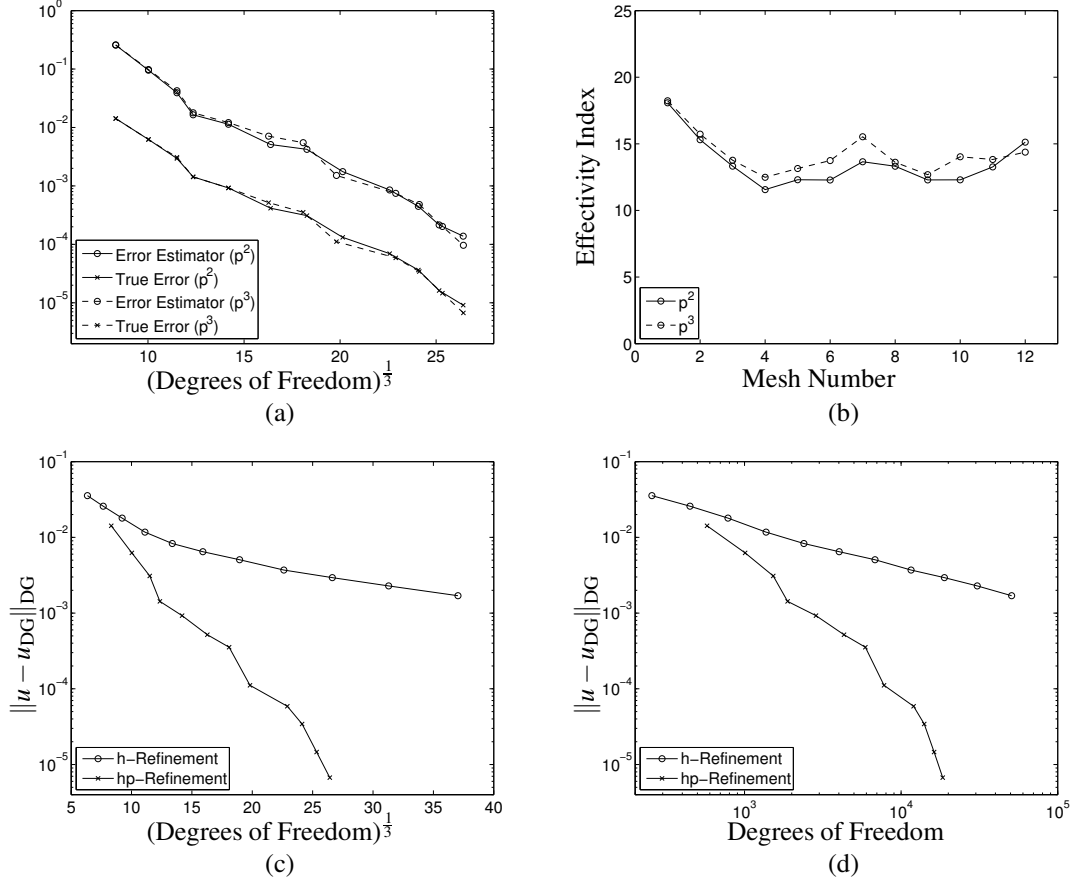 10^0
10^-1
10^-2
10^-3
10^-4
10^-5
Error Estimator (p^2)
True Error (p^2)
Error Estimator (p^3)
True Error (p^3)
10 15 20 25
(Degrees of Freedom)^1/3
(a)
25
20
15
10
5
0
Effectivity Index
p^2
p^3
0 2 4 6 8 10 12
Mesh Number
(b)
10^-1
10^-2
10^-3
10^-4
10^-5
||u − u_DG||_DG
h−Refinement
hp−Refinement
5 10 15 20 25 30 35 40
(Degrees of Freedom)^1/3
(c)
10^-1
10^-2
10^-3
10^-4
10^-5
||u − u_DG||_DG
h−Refinement
hp−Refinement
10^3 10^4 10^5
Degrees of Freedom
(d)